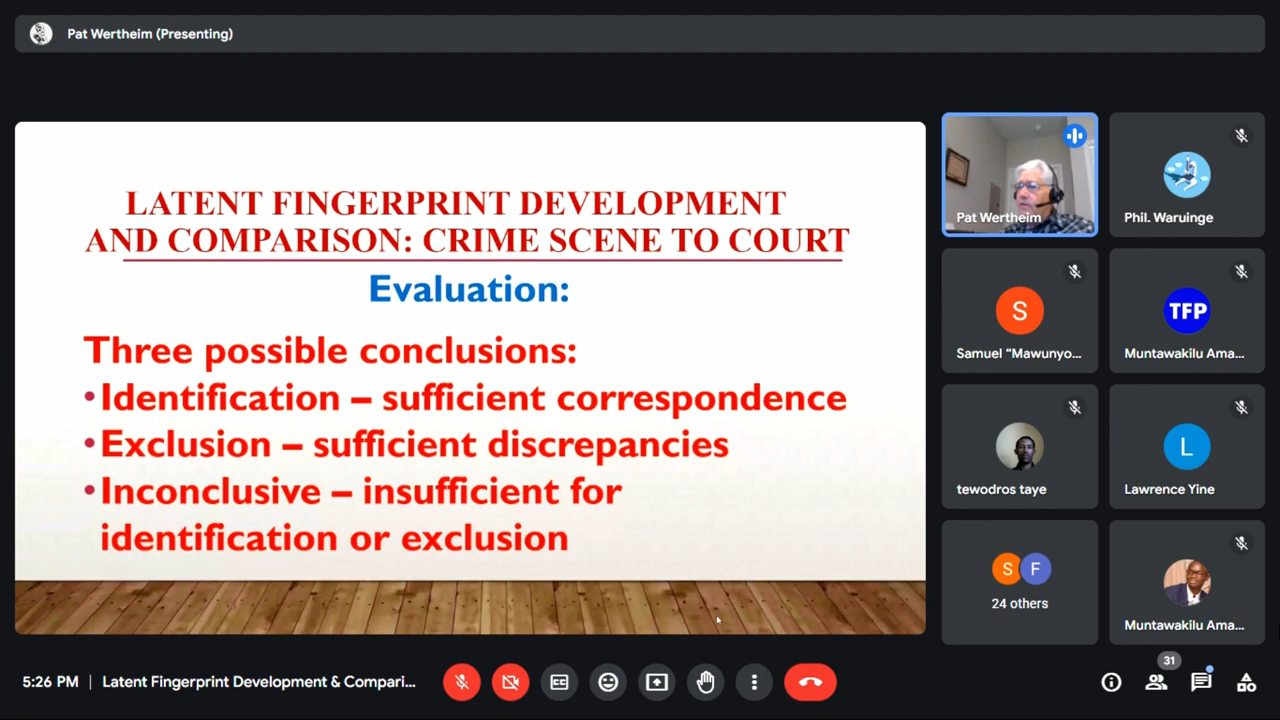 Pat Wertheim (Presenting)
LATENT FINGERPRINT DEVELOPMENT
AND COMPARISON: CRIME SCENE TO COURT
Evaluation:
Three possible conclusions:
•Identification – sufficient correspondence
•Exclusion – sufficient discrepancies
•Inconclusive – insufficient for
identification or exclusion
Pat Wertheim
Phil. Waruinge
S
Samuel “Mawunyo...
TFP
Muntawakilu Ama...
tewodros taye
L
Lawrence Yine
S F
24 others
Muntawakilu Ama...
5:26 PM | Latent Fingerprint Development & Compari...
CC
31